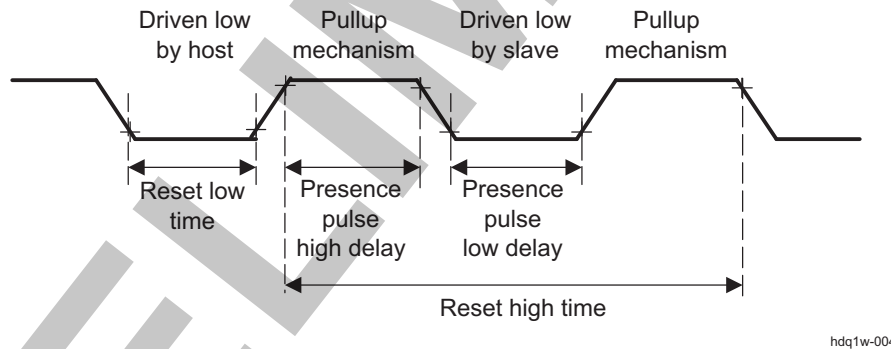 Driven low
by host
Pullup
mechanism
Driven low
by slave
Pullup
mechanism
Reset low
time
Presence
pulse
high delay
Presence
pulse
low delay
Reset high time
hdq1w-004